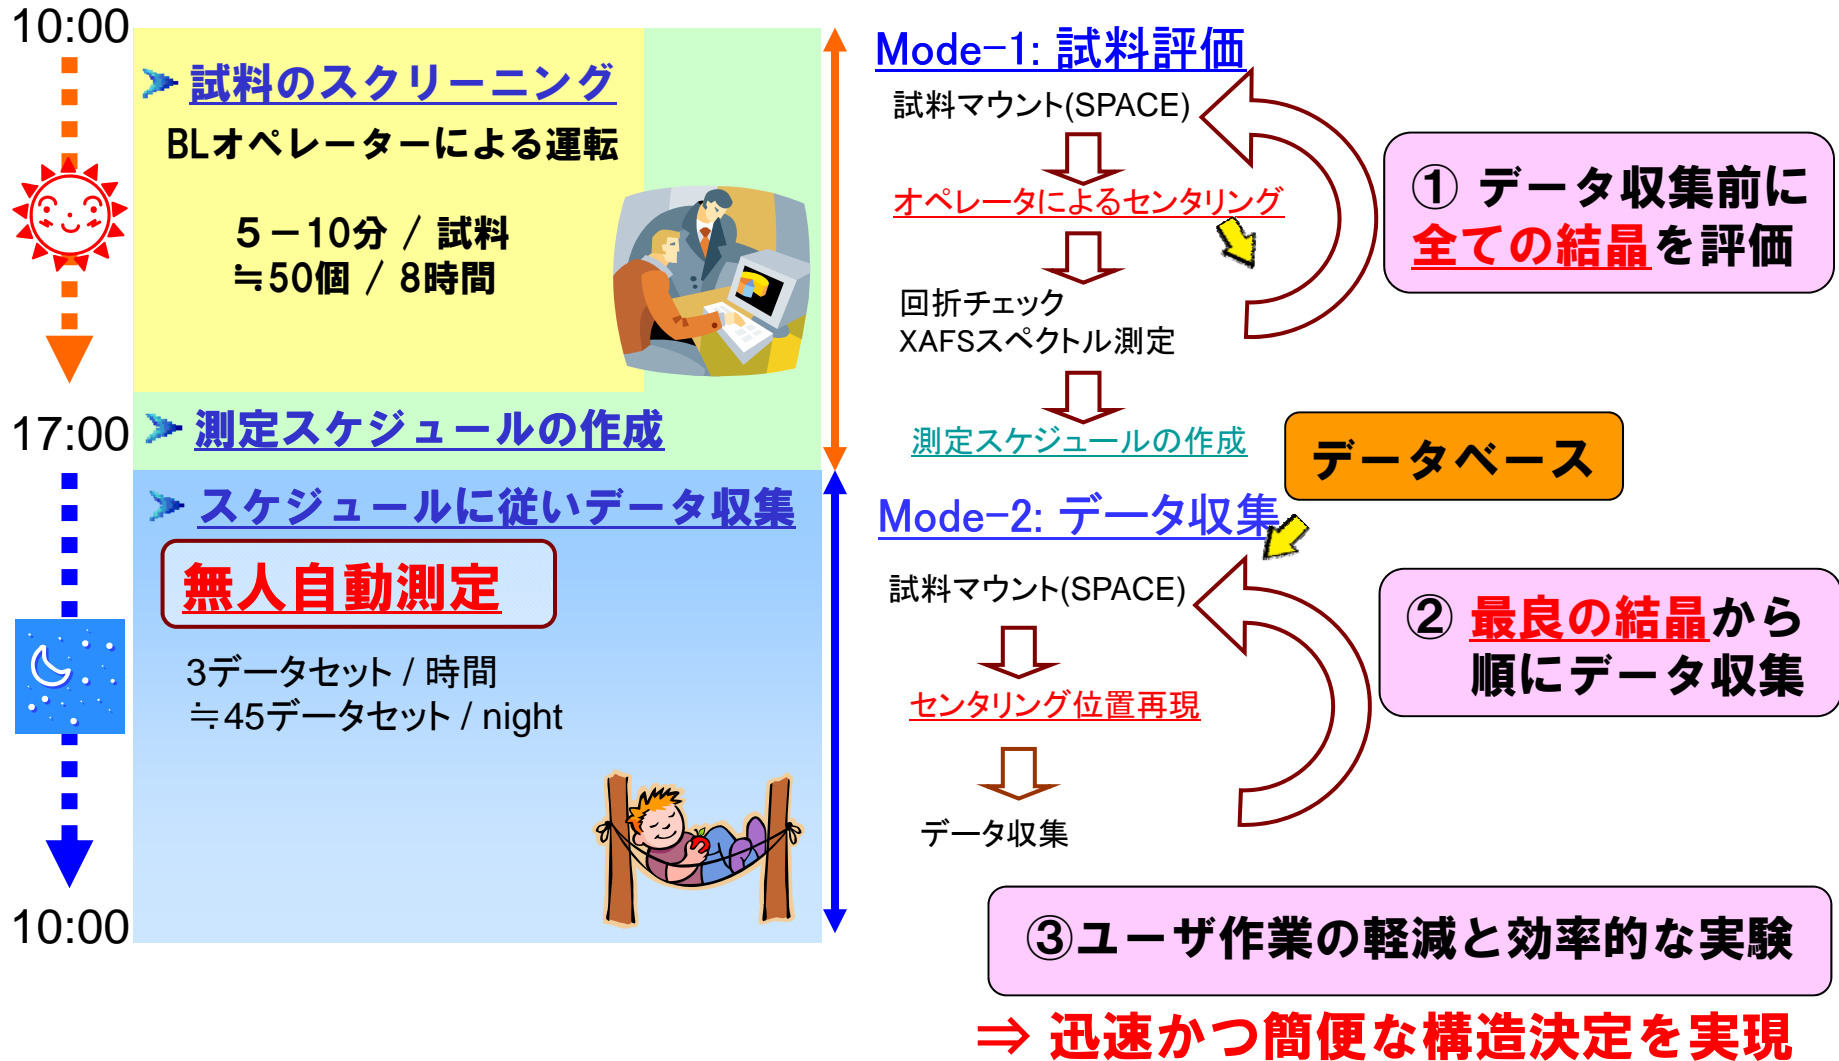 10:00
試料のスクリーニング
BLオペレーターによる運転
5－10分 / 試料
≒50個 / 8時間
17:00
測定スケジュールの作成
スケジュールに従いデータ収集
無人自動測定
3データセット / 時間
≒45データセット / night
10:00
Mode-1: 試料評価
試料マウント(SPACE)
オペレータによるセンタリング
回折チェック
XAFSスペクトル測定
測定スケジュールの作成
① データ収集前に
全ての結晶を評価
データベース
Mode-2: データ収集
試料マウント(SPACE)
センタリング位置再現
データ収集
② 最良の結晶から
順にデータ収集
③ユーザ作業の軽減と効率的な実験
⇒ 迅速かつ簡便な構造決定を実現